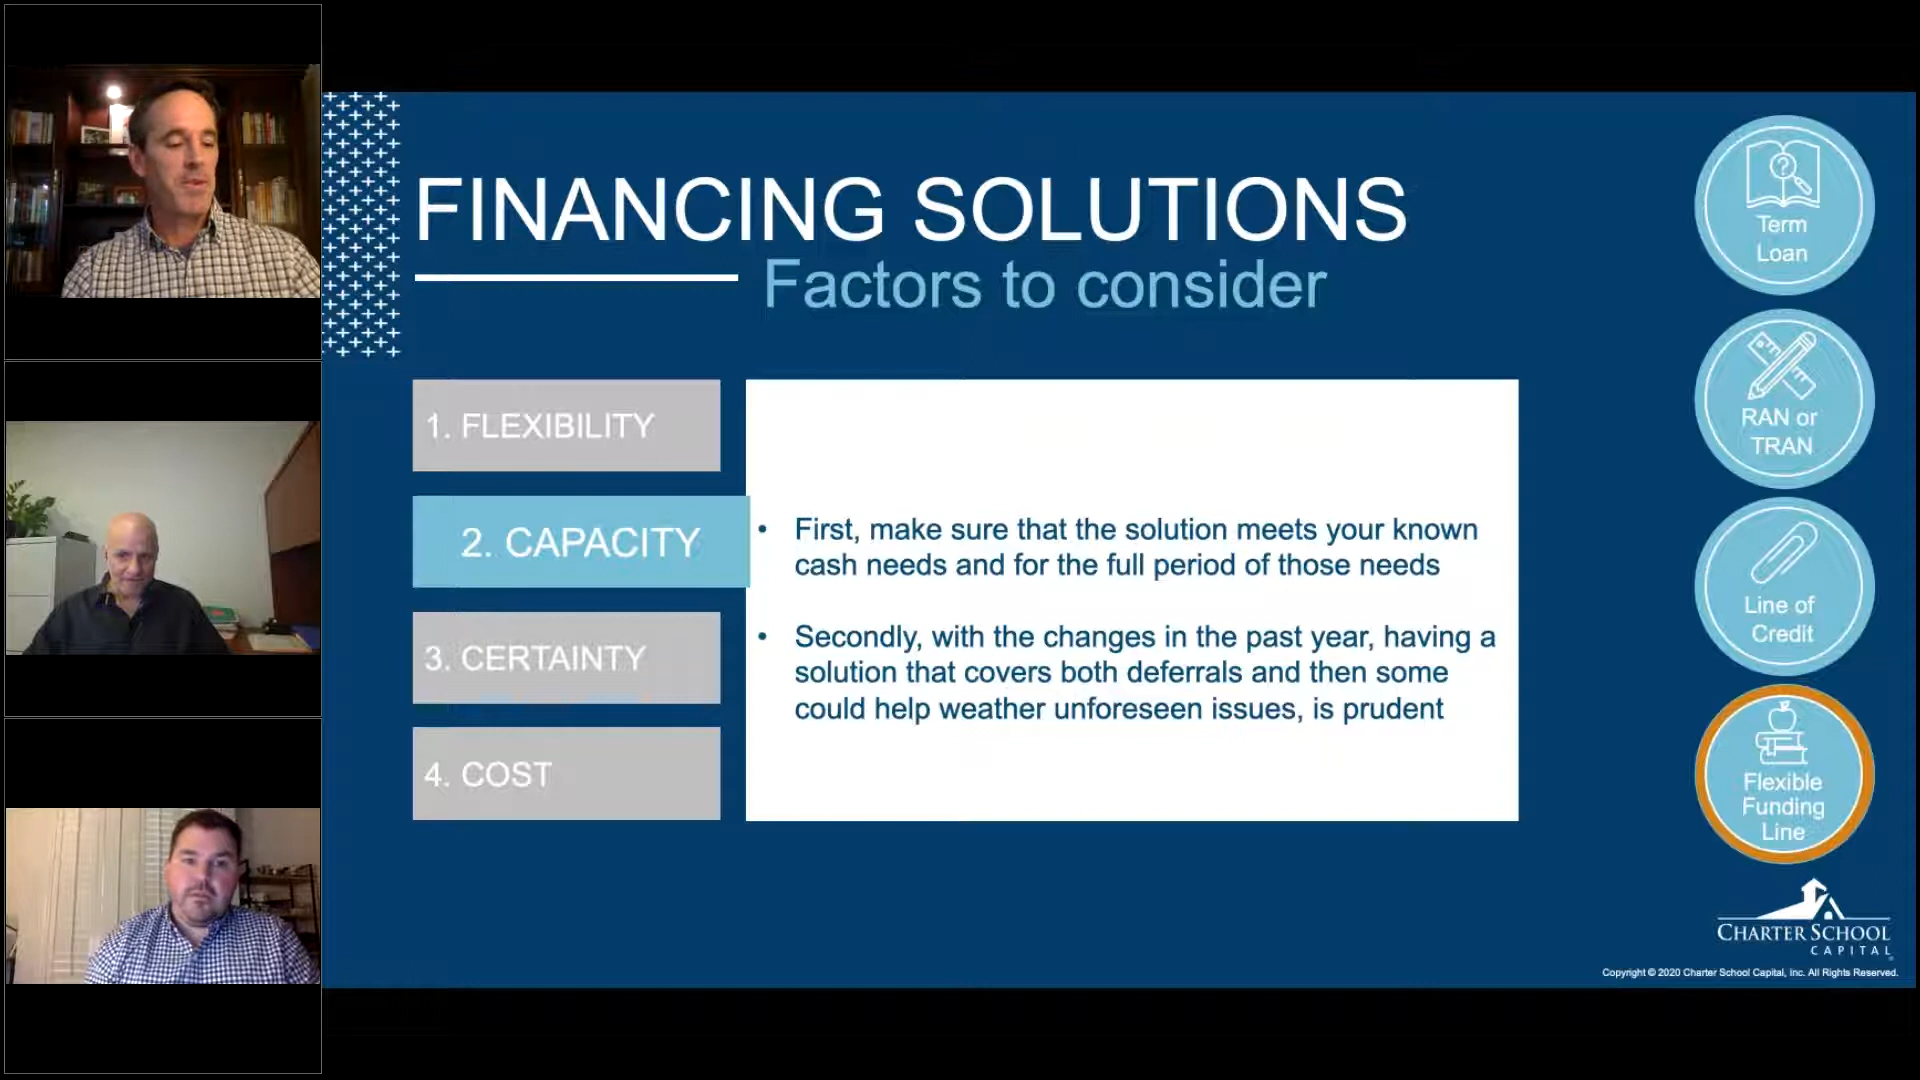 FINANCING SOLUTIONS
Factors to consider
1. FLEXIBILITY
2. CAPACITY
3. CERTAINTY
4. COST
• First, make sure that the solution meets your known
cash needs and for the full period of those needs
• Secondly, with the changes in the past year, having a
solution that covers both deferrals and then some
could help weather unforeseen issues, is prudent
?
Term
Loan
RAN or
TRAN
Line of
Credit
Flexible
Funding
Line
CHARTER SCHOOL
CAPITAL
Copyright © 2020 Charter School Capital, Inc. All Rights Reserved.